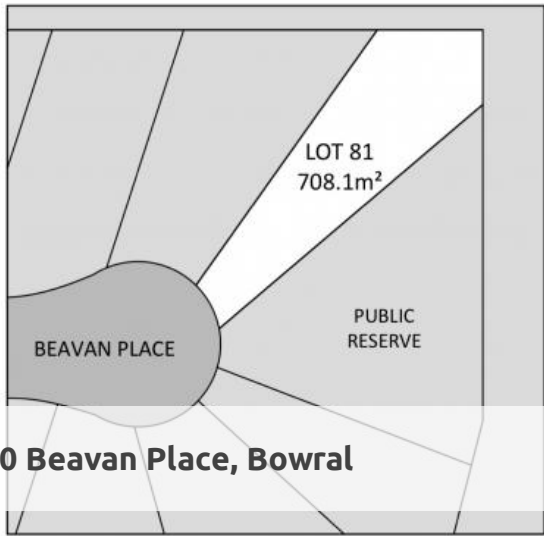 LOT 81
708.1m²
PUBLIC
RESERVE
BEAVAN PLACE
0 Beavan Place, Bowral